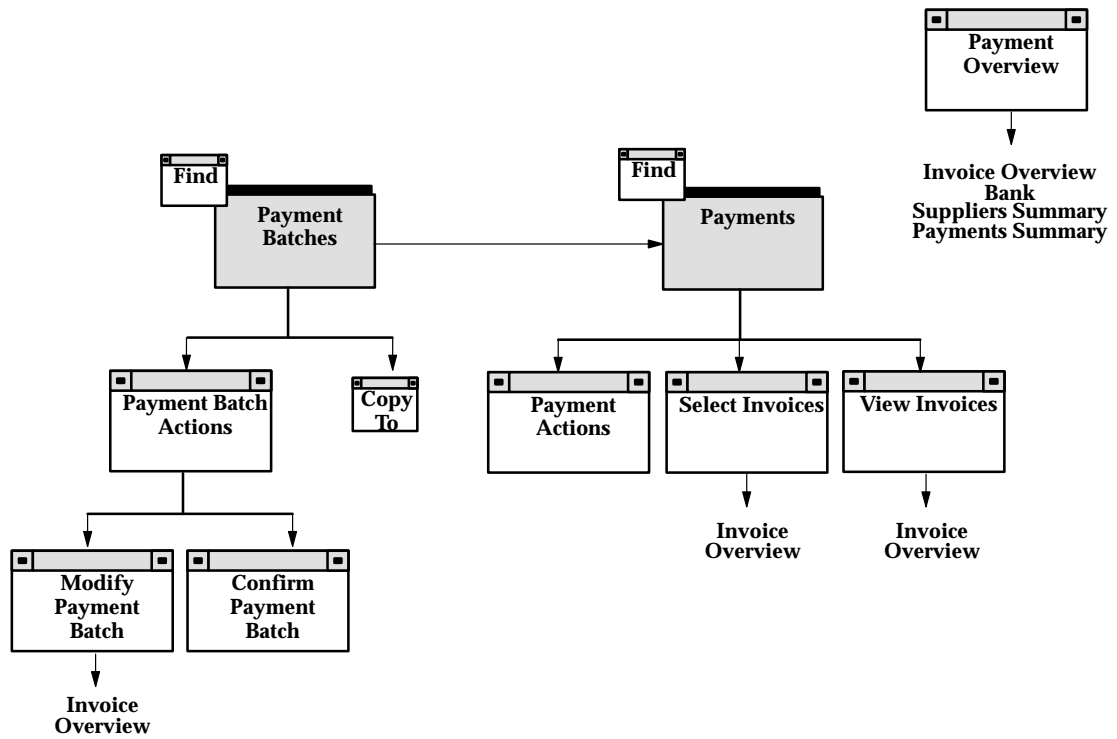 Payment
Overview
Invoice Overview
Bank
Suppliers Summary
Payments Summary
Find
Payment
Batches
Find
Payments
Payment Batch
Actions
Copy
To
Payment
Actions
Select Invoices
View Invoices
Invoice
Overview
Invoice
Overview
Modify
Payment
Batch
Confirm
Payment
Batch
Invoice
Overview